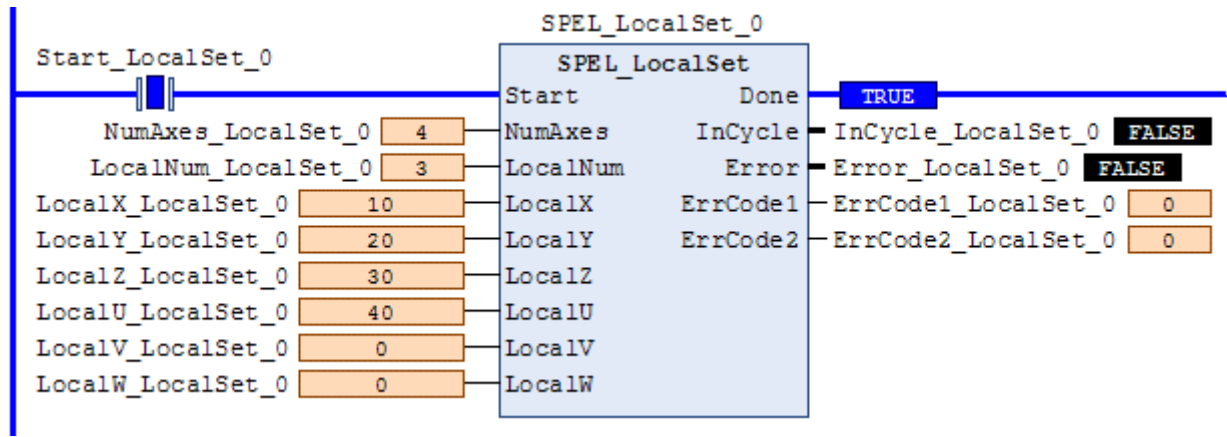 SPEL_LocalSet_0
Start_LocalSet_0 SPEL_LocalSet
Start Done TRUE
NumAxes_LocalSet_0 4 NumAxes InCycle InCycle_LocalSet_0 FALSE
LocalNum_LocalSet_0 3 LocalNum Error Error_LocalSet_0 FALSE
LocalX_LocalSet_0 10 LocalX ErrCode1 ErrCode1_LocalSet_0 0
LocalY_LocalSet_0 20 LocalY ErrCode2 ErrCode2_LocalSet_0 0
LocalZ_LocalSet_0 30 LocalZ
LocalU_LocalSet_0 40 LocalU
LocalV_LocalSet_0 0 LocalV
LocalW_LocalSet_0 0 LocalW